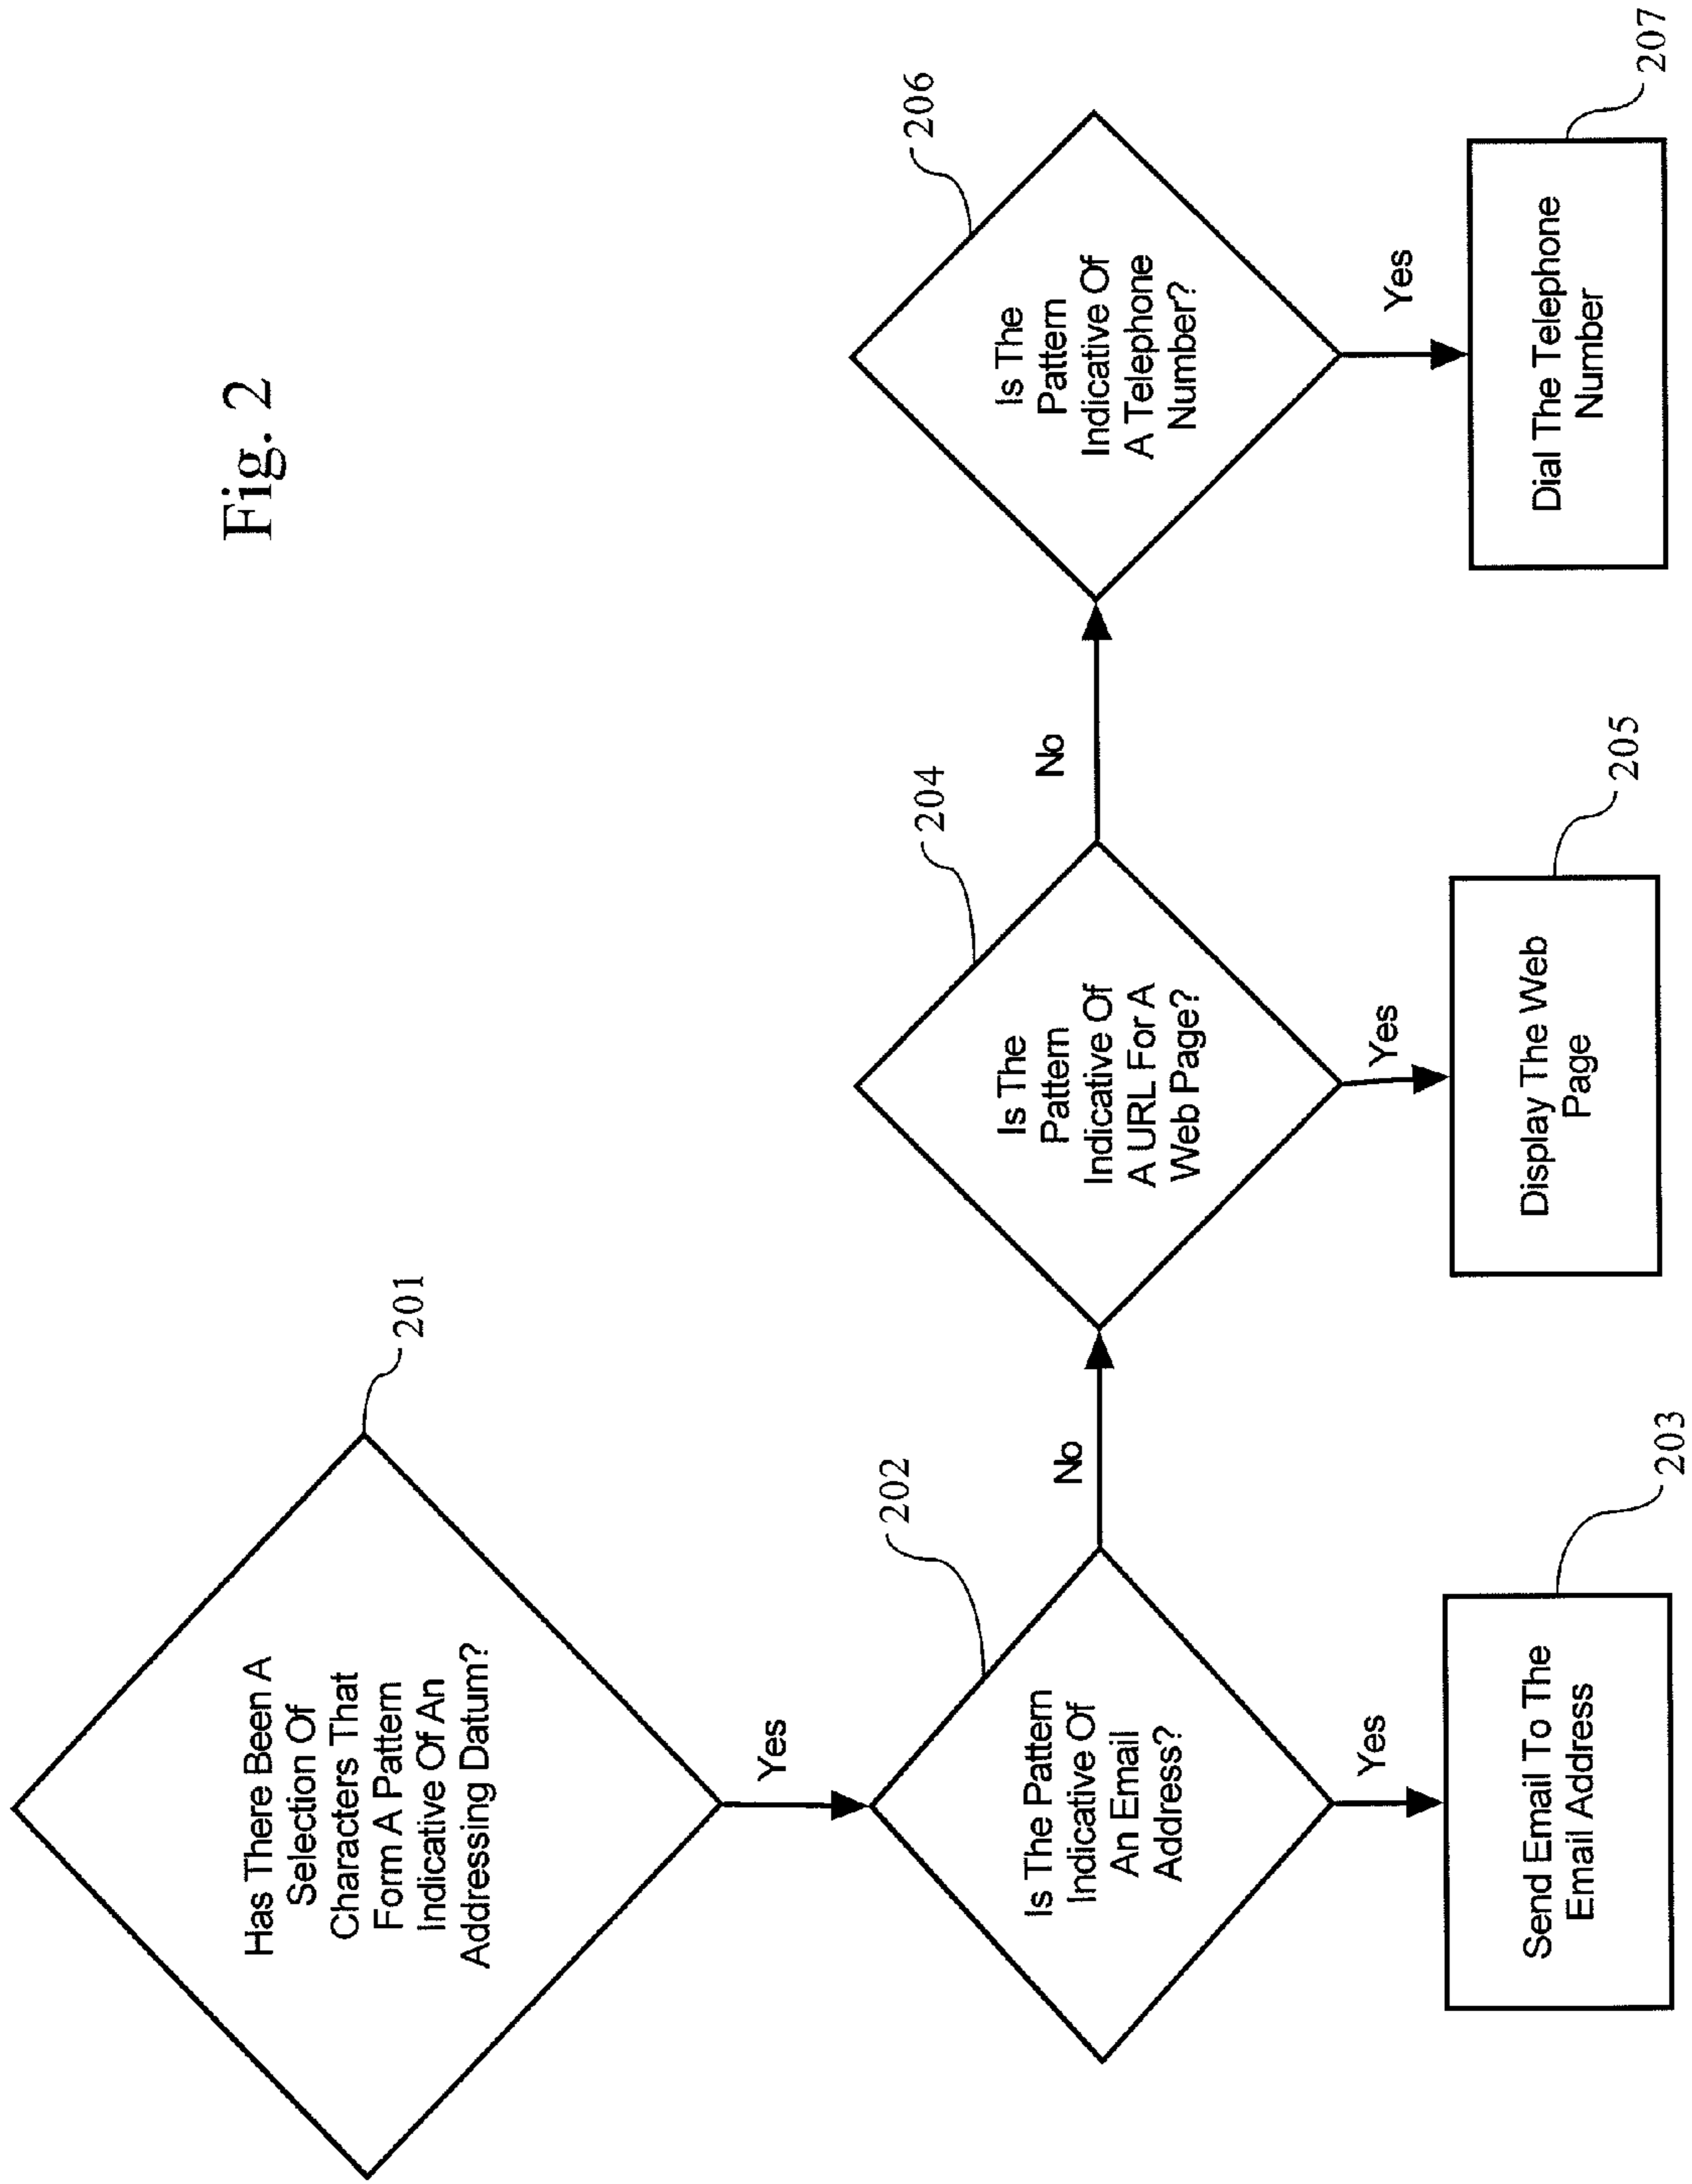 Fig. 2
Has There Been A
Selection Of
Characters That
Form A Pattern
Indicative Of An
Addressing Datum?
201
Yes
Is The Pattern
Indicative Of
An Email
Address?
202
No
Yes
Send Email To The
Email Address
203
Is The
Pattern
Indicative Of
A URL For A
Web Page?
204
No
Yes
Display The Web
Page
205
Is The
Pattern
Indicative Of
A Telephone
Number?
206
Yes
Dial The Telephone
Number
207